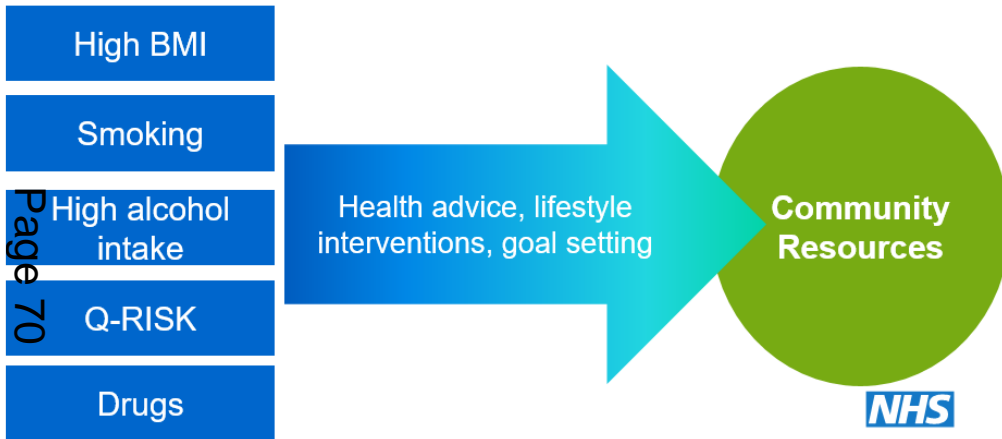 High BMI
Smoking
High alcohol
intake
Q-RISK
Drugs
Page 70
Health advice, lifestyle
interventions, goal setting
Community
Resources
NHS